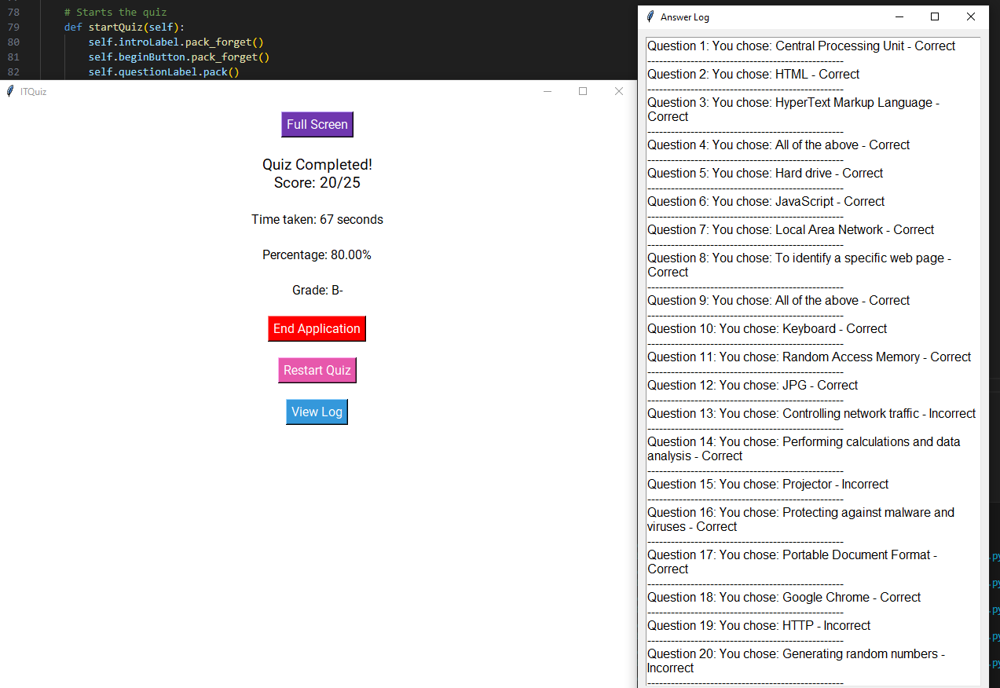 78 # Starts the quiz
79 def startQuiz(self):
80 self.introLabel.pack_forget()
81 self.beginButton.pack_forget()
82 self.questionLabel.pack()
ITQuiz
Full Screen
Quiz Completed!
Score: 20/25
Time taken: 67 seconds
Percentage: 80.00%
Grade: B-
End Application
Restart Quiz
View Log
Answer Log
Question 1: You chose: Central Processing Unit - Correct
--------------------------------------------------
Question 2: You chose: HTML - Correct
--------------------------------------------------
Question 3: You chose: HyperText Markup Language -
Correct
--------------------------------------------------
Question 4: You chose: All of the above - Correct
--------------------------------------------------
Question 5: You chose: Hard drive - Correct
--------------------------------------------------
Question 6: You chose: JavaScript - Correct
--------------------------------------------------
Question 7: You chose: Local Area Network - Correct
--------------------------------------------------
Question 8: You chose: To identify a specific web page -
Correct
--------------------------------------------------
Question 9: You chose: All of the above - Correct
--------------------------------------------------
Question 10: You chose: Keyboard - Correct
--------------------------------------------------
Question 11: You chose: Random Access Memory - Correct
--------------------------------------------------
Question 12: You chose: JPG - Correct
--------------------------------------------------
Question 13: You chose: Controlling network traffic - Incorrect
--------------------------------------------------
Question 14: You chose: Performing calculations and data
analysis - Correct
--------------------------------------------------
Question 15: You chose: Projector - Incorrect
--------------------------------------------------
Question 16: You chose: Protecting against malware and
viruses - Correct
--------------------------------------------------
Question 17: You chose: Portable Document Format -
Correct
--------------------------------------------------
Question 18: You chose: Google Chrome - Correct
--------------------------------------------------
Question 19: You chose: HTTP - Incorrect
--------------------------------------------------
Question 20: You chose: Generating random numbers -
Incorrect
--------------------------------------------------